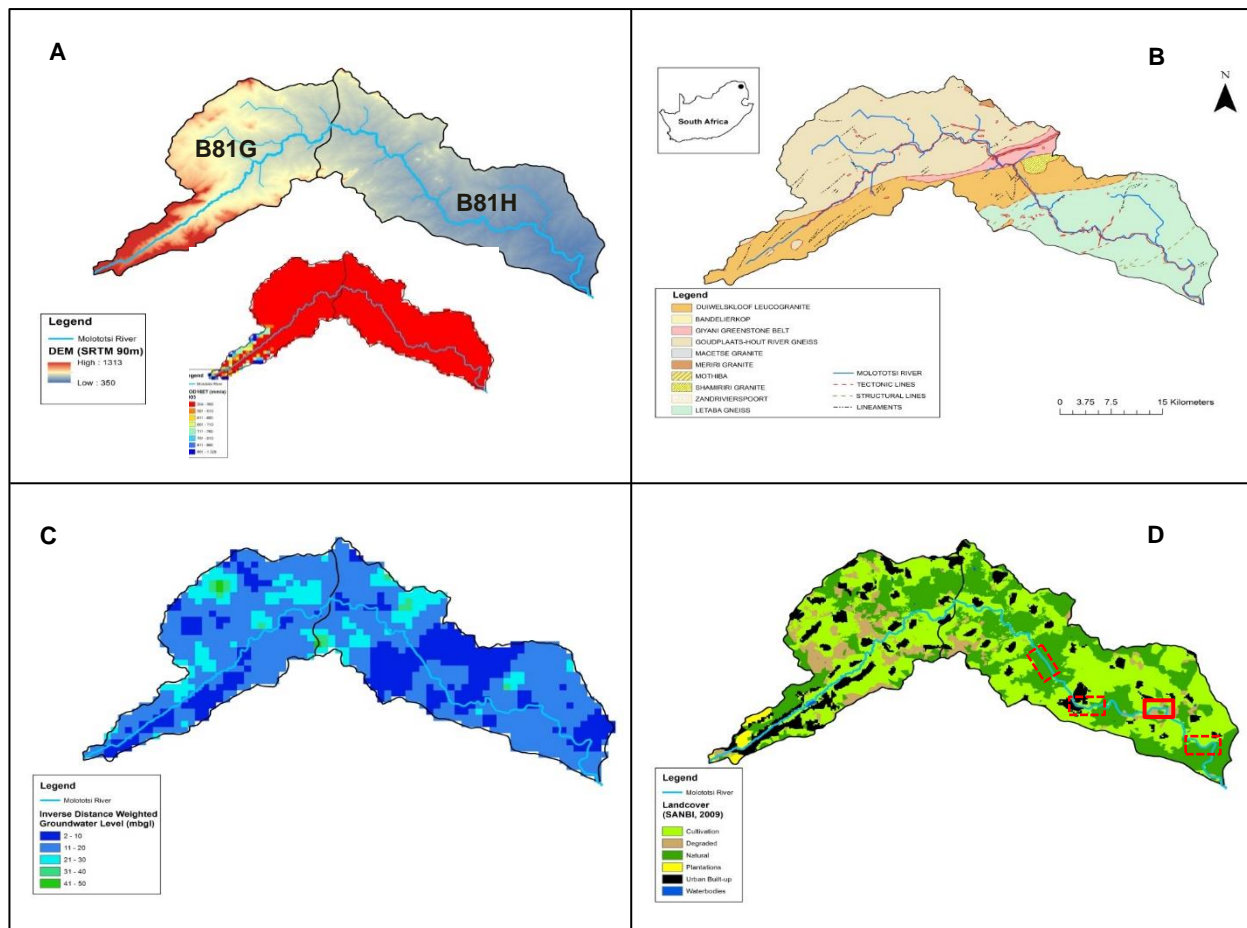 A
B81G
B81H
Legend
Molototsi River
DEM (SRTM 90m)
High : 1313
Low : 350
B
N
South Africa
Legend
DUIWELSKLOOF LEUCOGRANITE
BANDELIERKOP
GIYANI GREENSTONE BELT
GOUDPLAATS-HOUT RIVER GNEISS
MACETSE GRANITE
MERIRI GRANITE
MOTHIBA
SHAMIRIRI GRANITE
ZANDRIVIERSPOORT
LETABA GNEISS
MOLOTOTSI RIVER
TECTONIC LINES
STRUCTURAL LINES
LINEAMENTS
0 3.75 7.5 15 Kilometers
C
Legend
Molototsi River
Inverse Distance Weighted
Groundwater Level (mbgl)
2 - 10
11 - 20
21 - 30
31 - 40
41 - 50
D
Legend
Molototsi River
Landcover
(SANBI, 2009)
Cultivation
Degraded
Natural
Plantations
Urban Built-up
Waterbodies